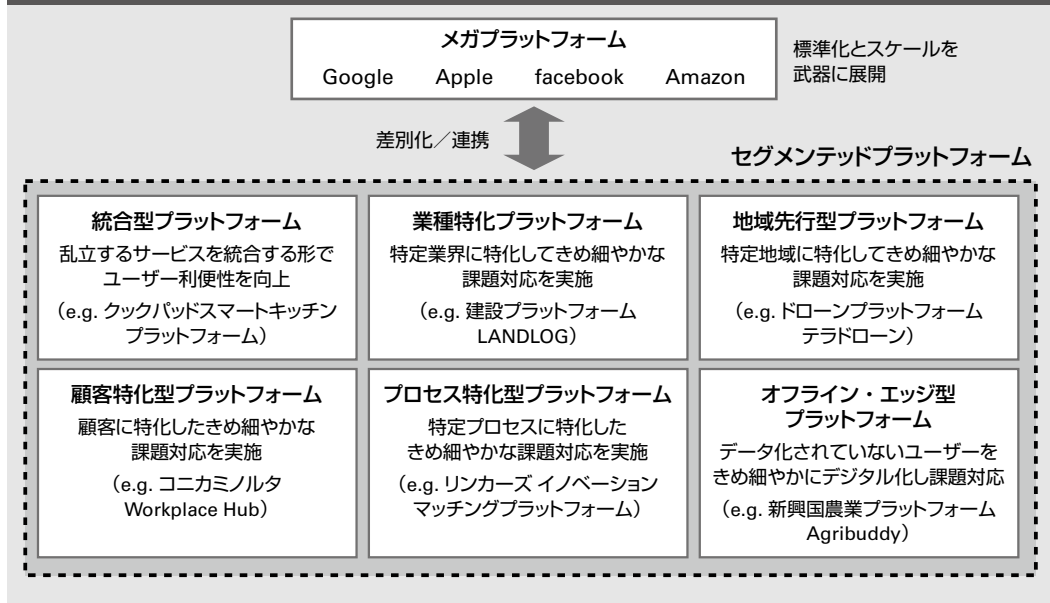 メガプラットフォーム
Google Apple facebook Amazon
標準化とスケールを
武器に展開
差別化／連携
セグメンテッドプラットフォーム
統合型プラットフォーム
乱立するサービスを統合する形で
ユーザー利便性を向上
（e.g. クックパッドスマートキッチン
プラットフォーム）
業種特化プラットフォーム
特定業界に特化してきめ細やかな
課題対応を実施
（e.g. 建設プラットフォーム
LANDLOG）
地域先行型プラットフォーム
特定地域に特化してきめ細やかな
課題対応を実施
（e.g. ドローンプラットフォーム
テラドローン）
顧客特化型プラットフォーム
顧客に特化したきめ細やかな
課題対応を実施
（e.g. コニカミノルタ
Workplace Hub）
プロセス特化型プラットフォーム
特定プロセスに特化した
きめ細やかな課題対応を実施
（e.g. リンカーズ イノベーション
マッチングプラットフォーム）
オフライン・エッジ型
プラットフォーム
データ化されていないユーザーを
きめ細やかにデジタル化し課題対応
（e.g. 新興国農業プラットフォーム
Agribuddy）